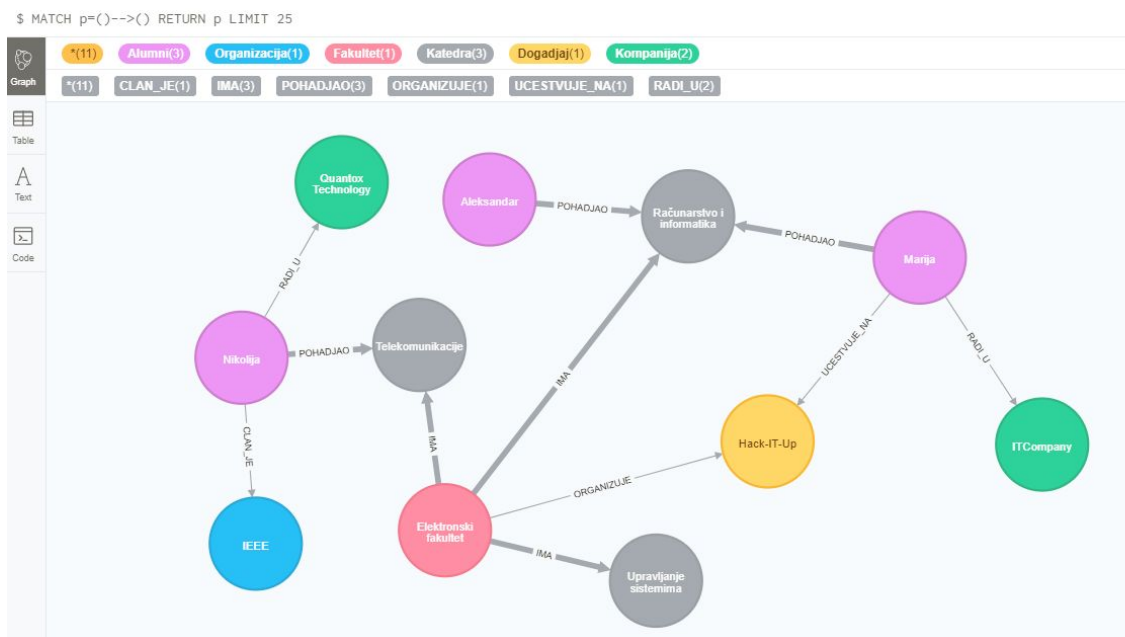 $ MATCH p=()-->() RETURN p LIMIT 25
*(11) Alumni(3) Organizacija(1) Fakultet(1) Katedra(3) Dogadjaj(1) Kompanija(2)
*(11) CLAN_JE(1) IMA(3) POHADJAO(3) ORGANIZUJE(1) UCESTVUJE_NA(1) RADI_U(2)
Graph
Table
Text
Code
Quantox
Technology
Aleksandar
POHADJAO
Računarstvo i
informatika
POHADJAO
Marija
RADI_U
Nikolija
POHADJAO
Telekomunikacije
UCESTVUJE_NA
RADI_U
IMA
CLAN_JE
IMA
Hack-IT-Up
ITCompany
ORGANIZUJE
Elektronski
fakultet
IEEE
IMA
Upravljanje
sistemima